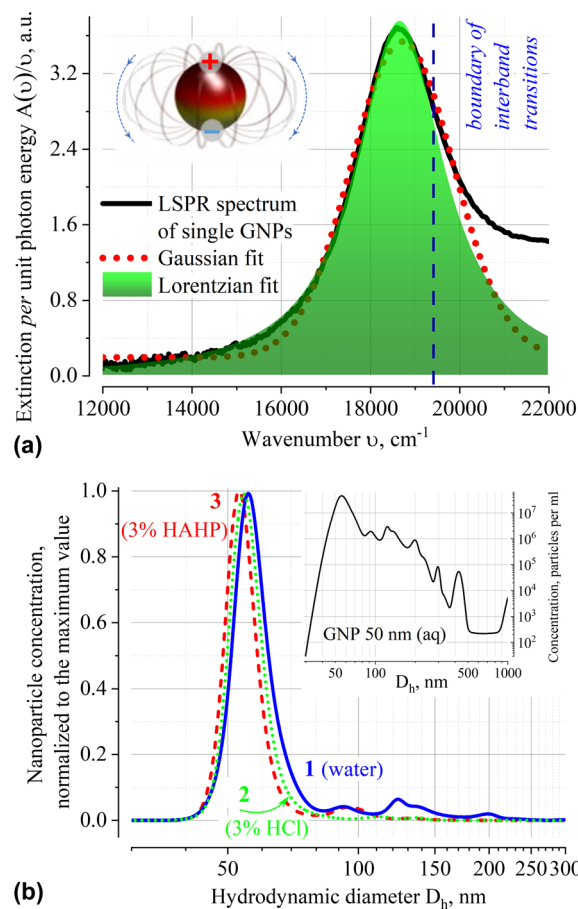 Extinction per unit photon energy A(υ)/υ, a.u.
3.2
2.4
1.6
0.8
0.0
+
−
boundary of
interband
transitions
LSPR spectrum
of single GNPs
Gaussian fit
Lorentzian fit
12000 14000 16000 18000 20000 22000
(a)
Wavenumber υ, cm⁻¹
Nanoparticle concentration,
normalized to the maximum value
1.0
0.8
0.6
0.4
0.2
0.0
3
(3% HAHP)
1 (water)
2
(3% HCl)
GNP 50 nm (aq)
10⁷
10⁶
10⁵
10⁴
10³
10²
Concentration, particles per ml
50 100 500 1000
Dₕ, nm
50 100 150 200 250 300
(b)
Hydrodynamic diameter Dₕ, nm